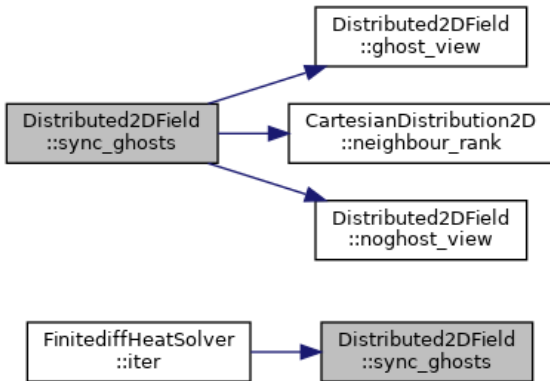 Distributed2DField
::ghost_view
Distributed2DField
::sync_ghosts
CartesianDistribution2D
::neighbour_rank
Distributed2DField
::noghost_view
FinitediffHeatSolver
::iter
Distributed2DField
::sync_ghosts